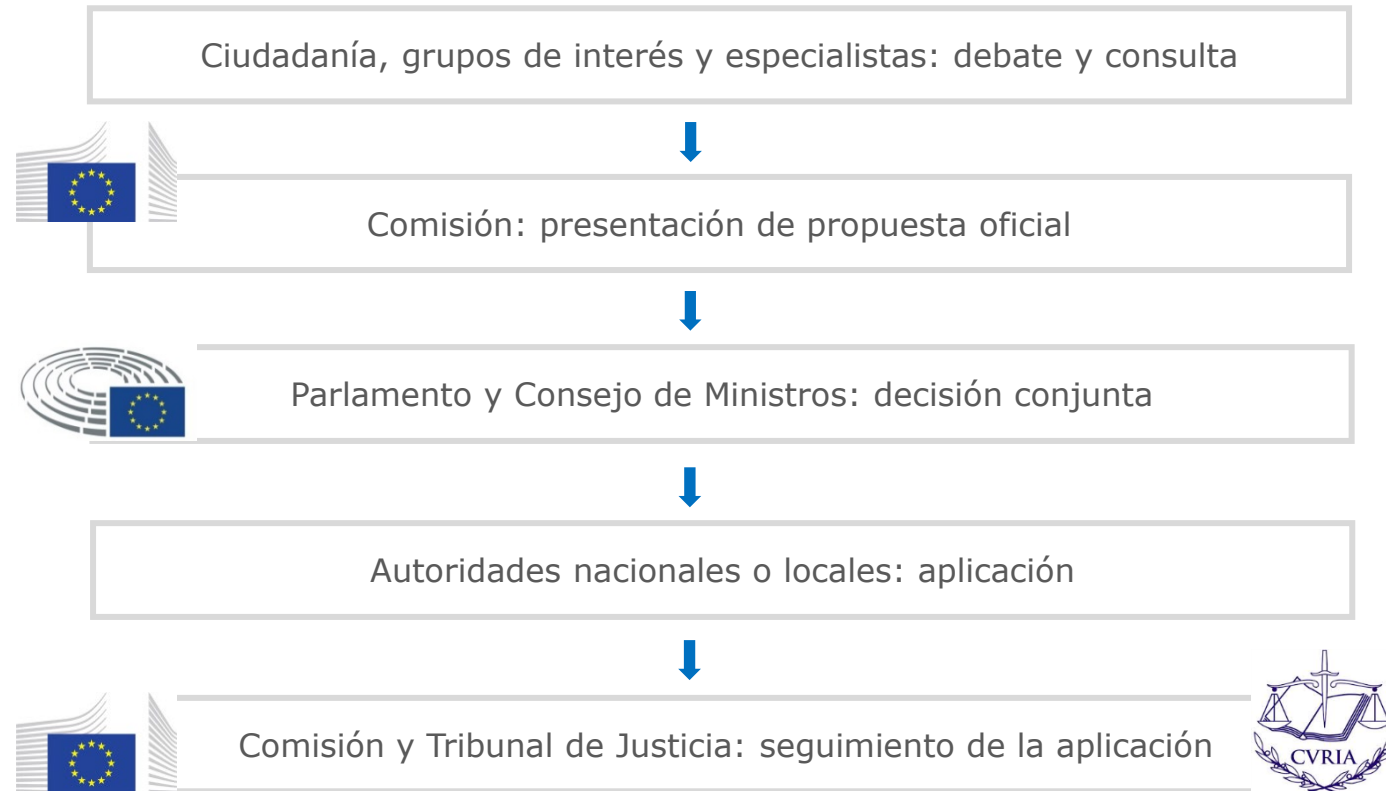 Ciudadanía, grupos de interés y especialistas: debate y consulta
Comisión: presentación de propuesta oficial
Parlamento y Consejo de Ministros: decisión conjunta
Autoridades nacionales o locales: aplicación
Comisión y Tribunal de Justicia: seguimiento de la aplicación
CVRIA